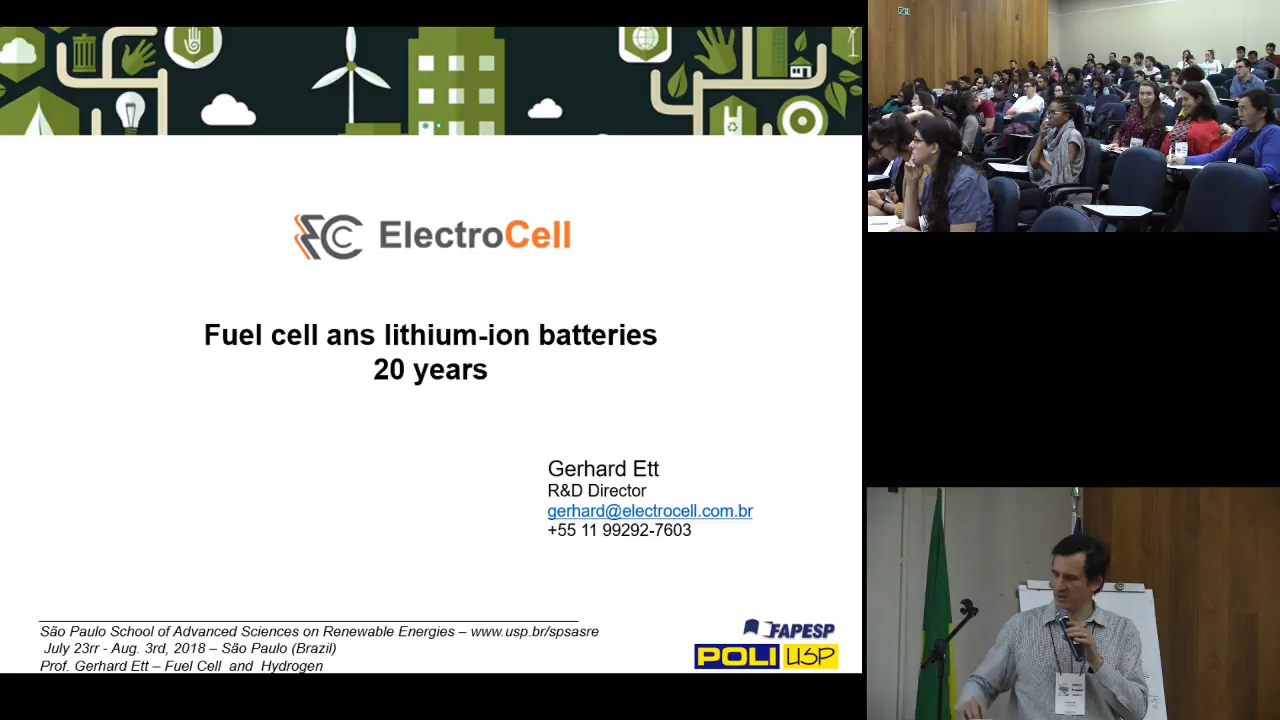 ElectroCell
Fuel cell ans lithium-ion batteries
20 years
Gerhard Ett
R&D Director
gerhard@electrocell.com.br
+55 11 99292-7603
São Paulo School of Advanced Sciences on Renewable Energies – www.usp.br/spsasre
July 23rr - Aug. 3rd, 2018 – São Paulo (Brazil)
Prof. Gerhard Ett – Fuel Cell and Hydrogen
FAPESP
POLI USP